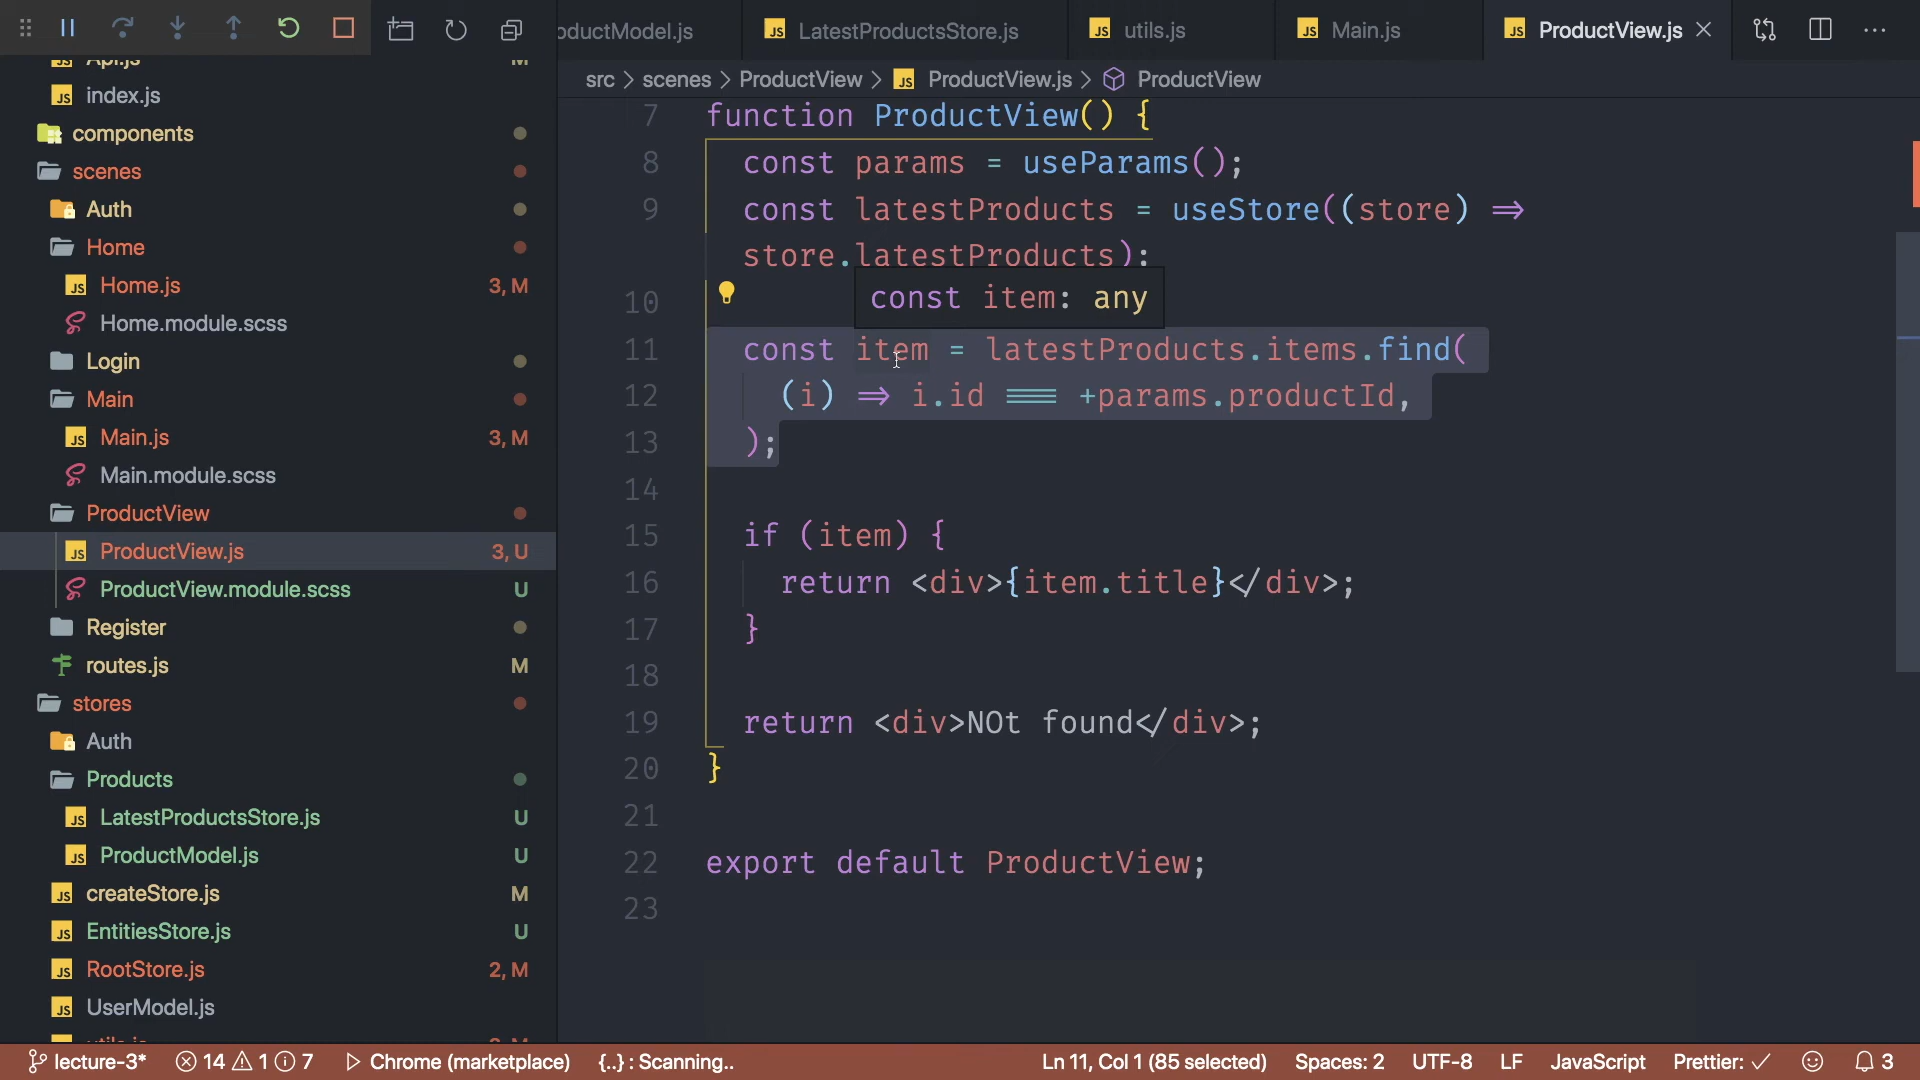 oductModel.js
LatestProductsStore.js
utils.js
Main.js
ProductView.js
src > scenes > ProductView > ProductView.js > ProductView
index.js
components
scenes
Auth
Home
Home.js 3, M
Home.module.scss
Login
Main
Main.js 3, M
Main.module.scss
ProductView
ProductView.js 3, U
ProductView.module.scss U
Register
routes.js M
stores
Auth
Products
LatestProductsStore.js U
ProductModel.js U
createStore.js M
EntitiesStore.js U
RootStore.js 2, M
UserModel.js
7 function ProductView() {
8 const params = useParams();
9 const latestProducts = useStore((store) =>
store.latestProducts);
10
const item: any
11 const item = latestProducts.items.find(
12 (i) => i.id === +params.productId,
13 );
14
15 if (item) {
16 return <div>{item.title}</div>;
17 }
18
19 return <div>NOt found</div>;
20 }
21
22 export default ProductView;
23
lecture-3* 14 1 7 Chrome (marketplace) {..} : Scanning.. Ln 11, Col 1 (85 selected) Spaces: 2 UTF-8 LF JavaScript Prettier: ✓ 3